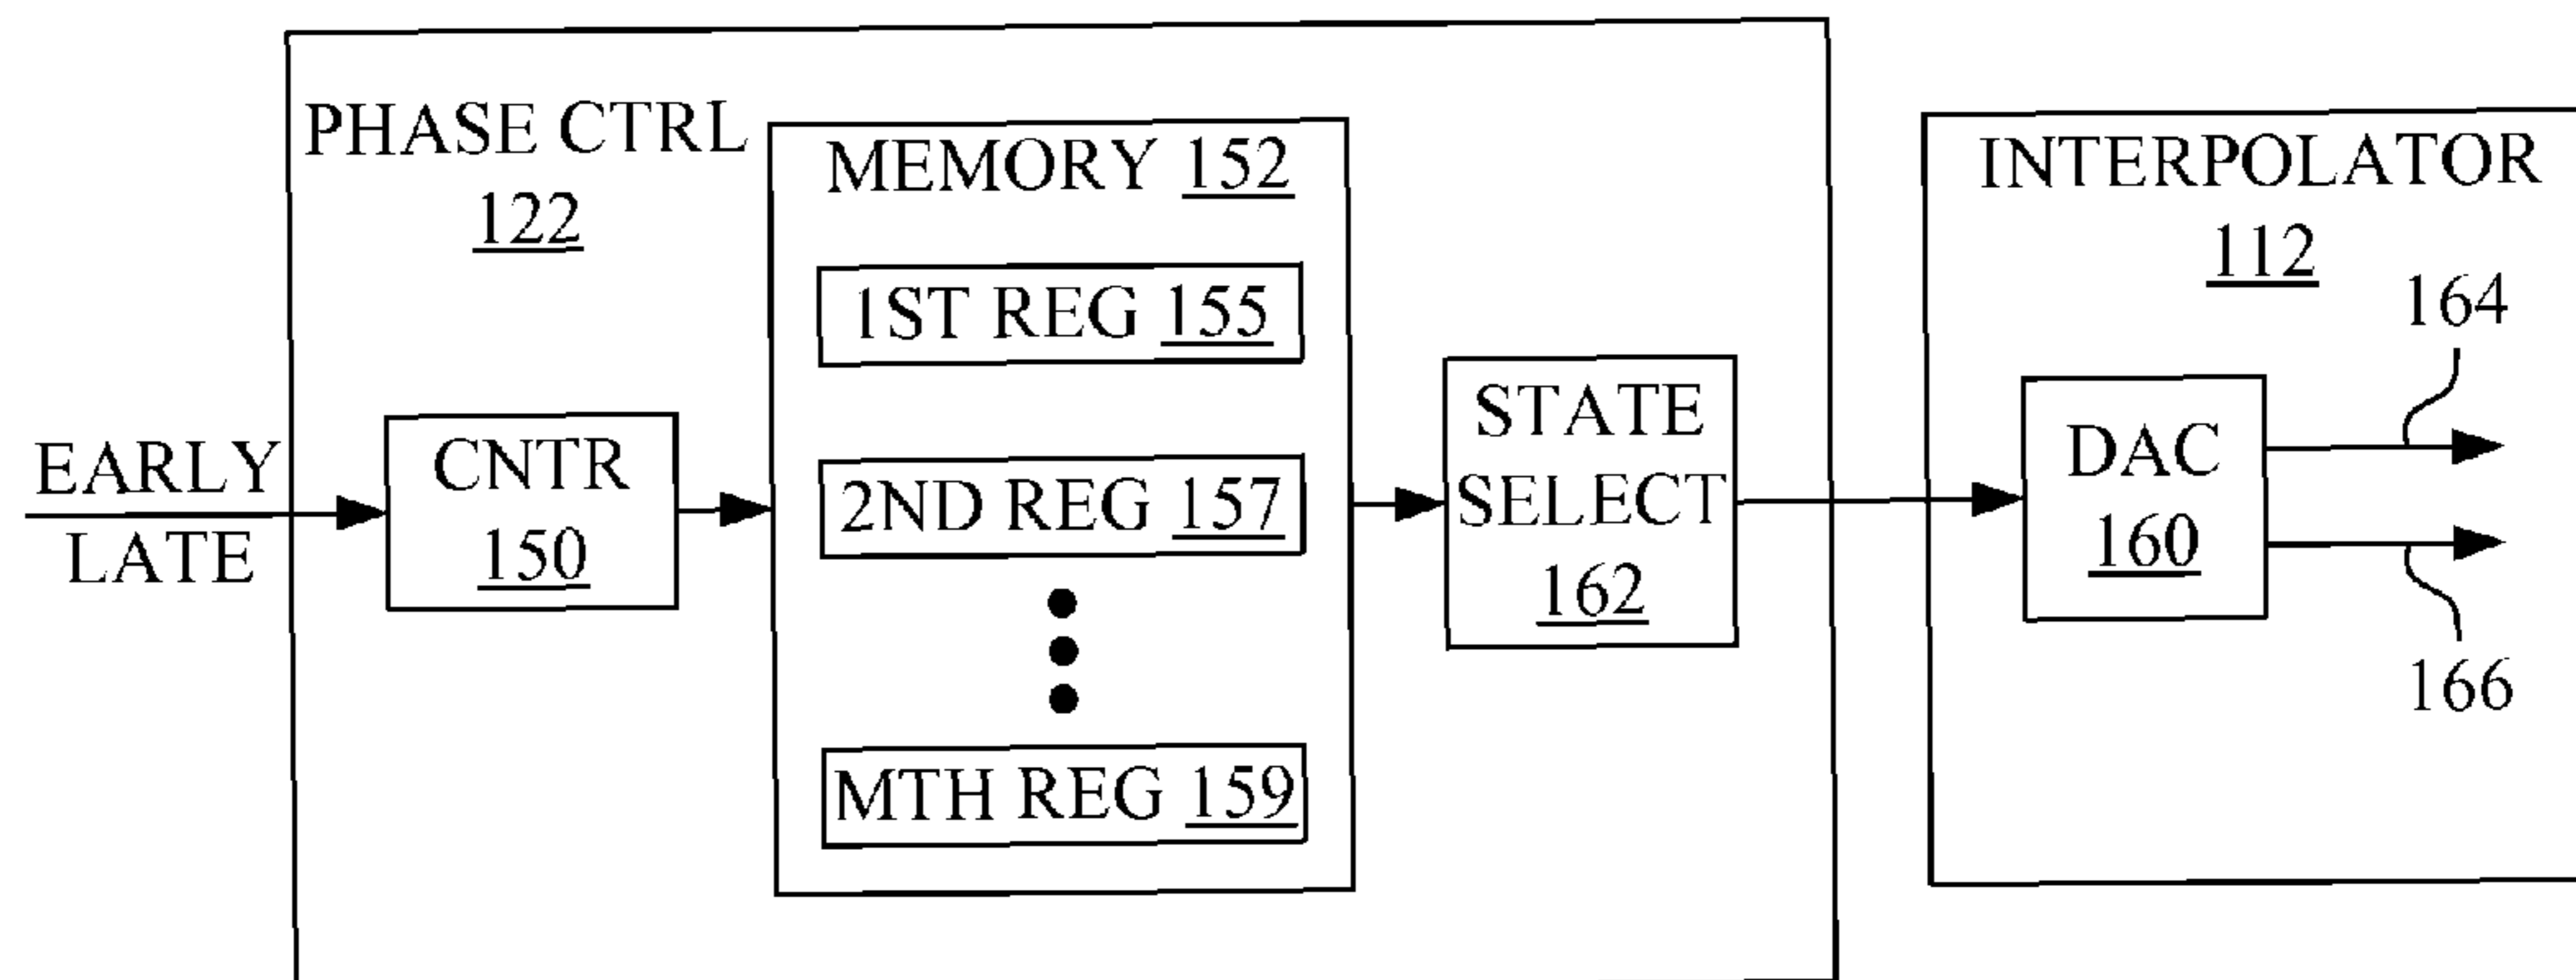 PHASE CTRL
122
MEMORY 152
1ST REG 155
2ND REG 157
MTH REG 159
EARLY
LATE
CNTR
150
STATE
SELECT
162
INTERPOLATOR
112
DAC
160
164
166